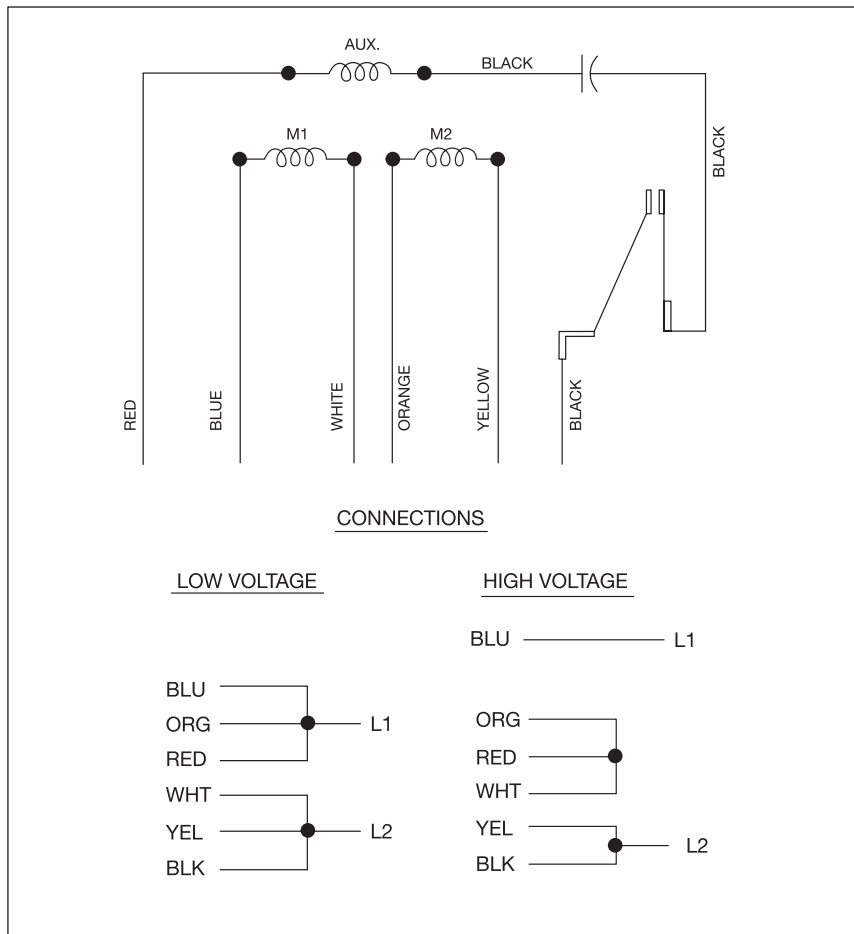 AUX.
BLACK
BLACK
M1
M2
RED
BLUE
WHITE
ORANGE
YELLOW
BLACK
CONNECTIONS
LOW VOLTAGE
BLU
ORG
L1
RED
WHT
YEL
L2
BLK
HIGH VOLTAGE
BLU
L1
ORG
RED
WHT
YEL
L2
BLK